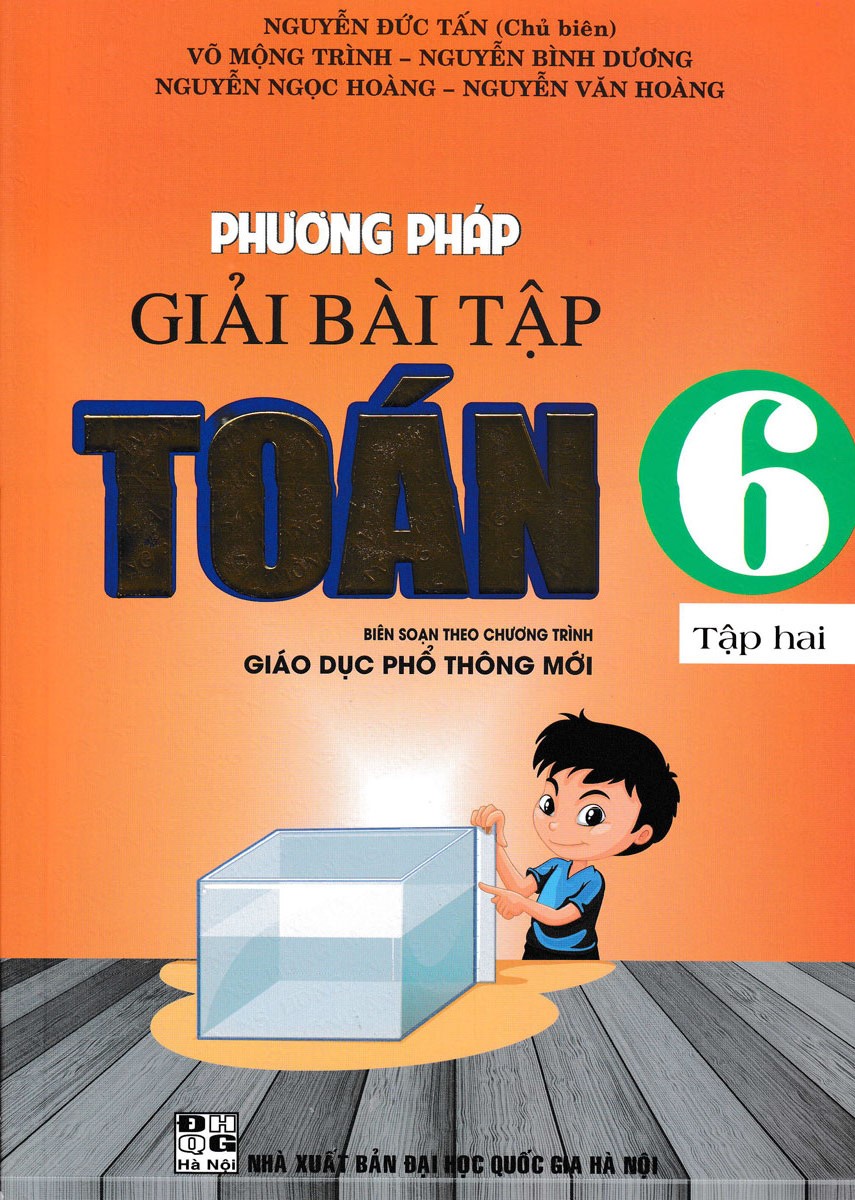 NGUYỄN ĐỨC TẤN (Chủ biên)
VÕ MỘNG TRÌNH – NGUYỄN BÌNH DƯƠNG
NGUYỄN NGỌC HOÀNG – NGUYỄN VĂN HOÀNG
PHƯƠNG PHÁP
GIẢI BÀI TẬP
TOÁN 6
BIÊN SOẠN THEO CHƯƠNG TRÌNH
GIÁO DỤC PHỔ THÔNG MỚI
Tập hai
ĐH
QG
Hà Nội
NHÀ XUẤT BẢN ĐẠI HỌC QUỐC GIA HÀ NỘI